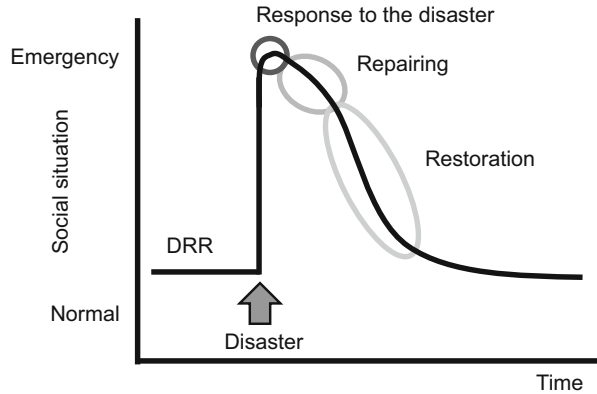 Response to the disaster
Emergency
Repairing
Social situation
Restoration
DRR
Normal
Disaster
Time